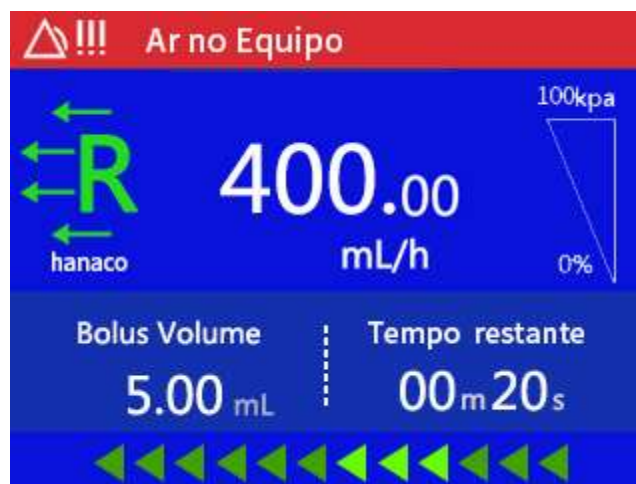 !!! Ar no Equipo
100kpa
R
400.00
mL/h
hanaco
0%
Bolus Volume
Tempo restante
5.00 mL
00m20s